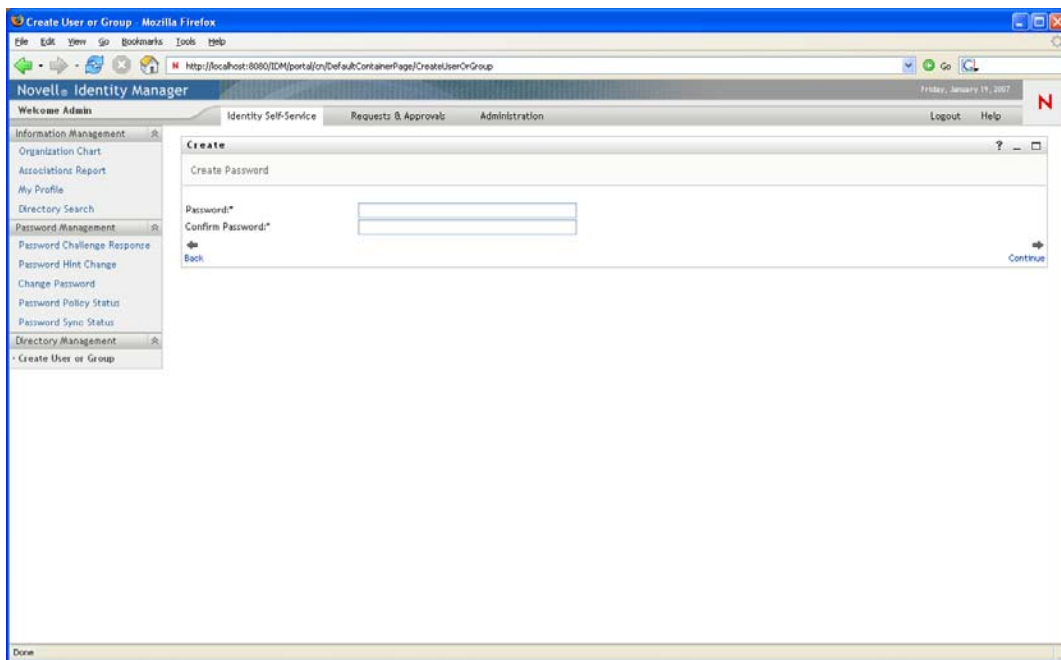 Create User or Group - Mozilla Firefox
File Edit View Go Bookmarks Tools Help
http://localhost:8080/IDM/portal/cn/DefaultContainerPage/CreateUserOrGroup
Go
Novell® Identity Manager
Friday, January 19, 2007
Welcome Admin
Identity Self-Service Requests & Approvals Administration
Logout Help
N
Information Management
Organization Chart
Associations Report
My Profile
Directory Search
Password Management
Password Challenge Response
Password Hint Change
Change Password
Password Policy Status
Password Sync Status
Directory Management
Create User or Group
Create
?
Create Password
Password:*
Confirm Password:*
Back
Continue
Done